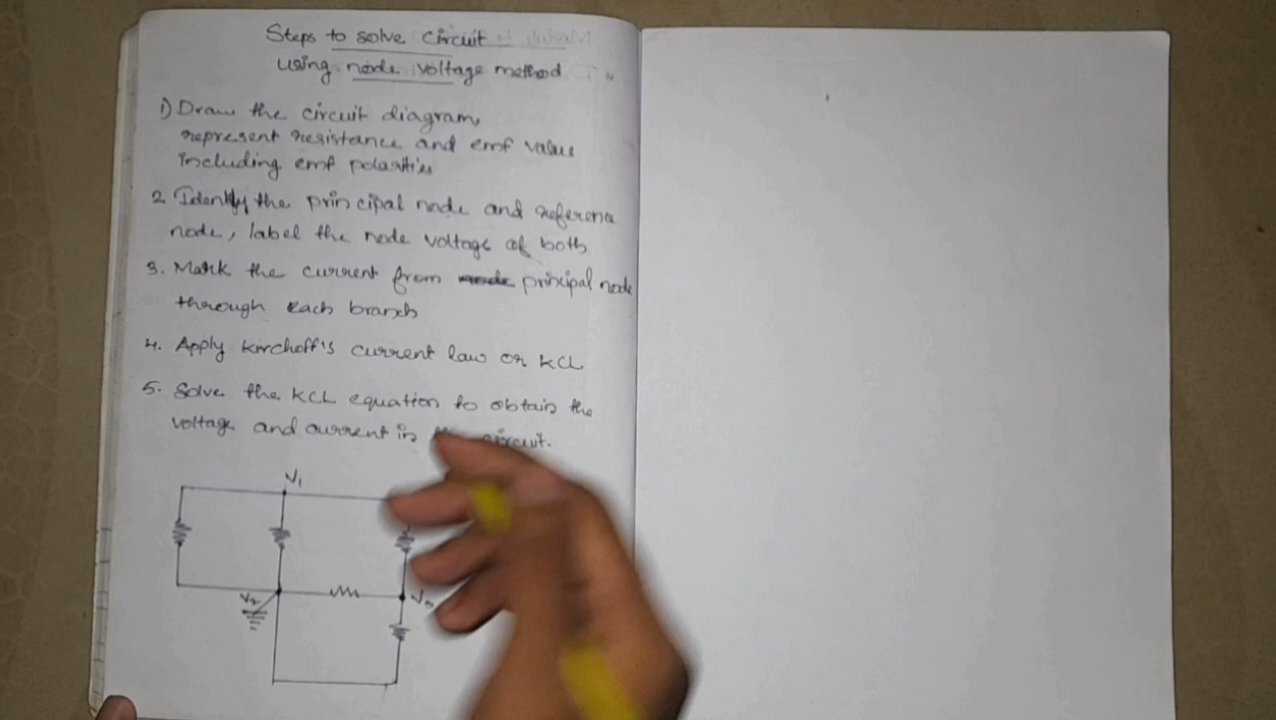 Steps to solve Circuit
using node voltage method
1) Draw the circuit diagram,
represent resistance and emf value
including emf polarities
2. Identify the principal node and reference
node, label the node voltage of both
3. Mark the current from node principal node
through each branch
4. Apply Kirchoff's current law or KCL
5. Solve the KCL equation to obtain the
voltage and current in circuit.
V1